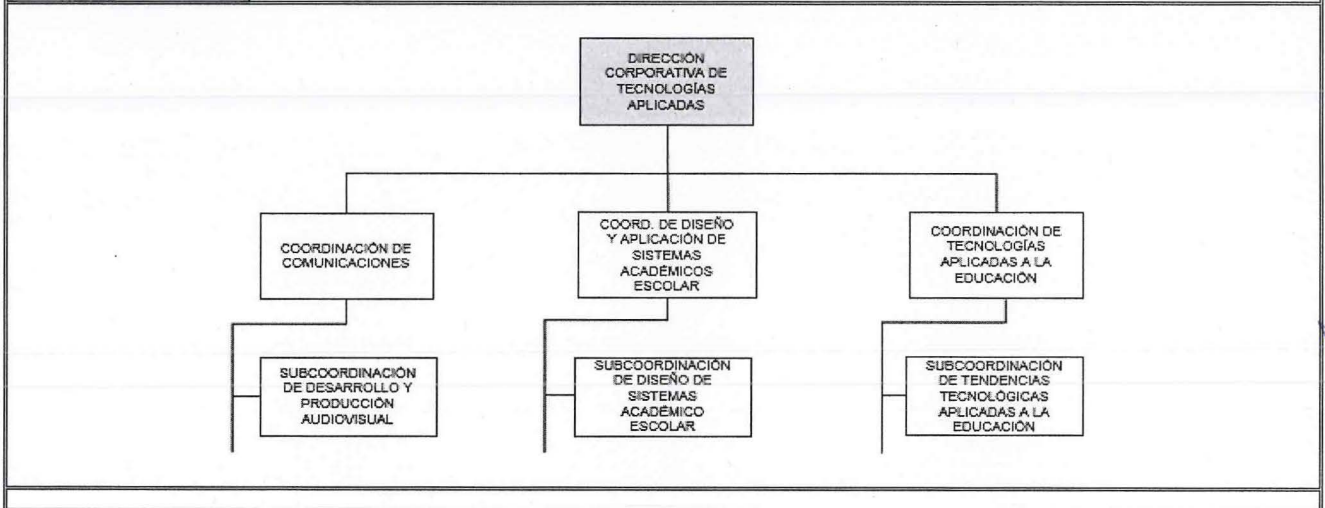 DIRECCIÓN
CORPORATIVA DE
TECNOLOGÍAS
APLICADAS
COORDINACIÓN DE
COMUNICACIONES
COORD. DE DISEÑO
Y APLICACIÓN DE
SISTEMAS
ACADÉMICOS
ESCOLAR
COORDINACIÓN DE
TECNOLOGÍAS
APLICADAS A LA
EDUCACIÓN
SUBCOORDINACIÓN
DE DESARROLLO Y
PRODUCCIÓN
AUDIOVISUAL
SUBCOORDINACIÓN
DE DISEÑO DE
SISTEMAS
ACADÉMICO
ESCOLAR
SUBCOORDINACIÓN
DE TENDENCIAS
TECNOLÓGICAS
APLICADAS A LA
EDUCACIÓN